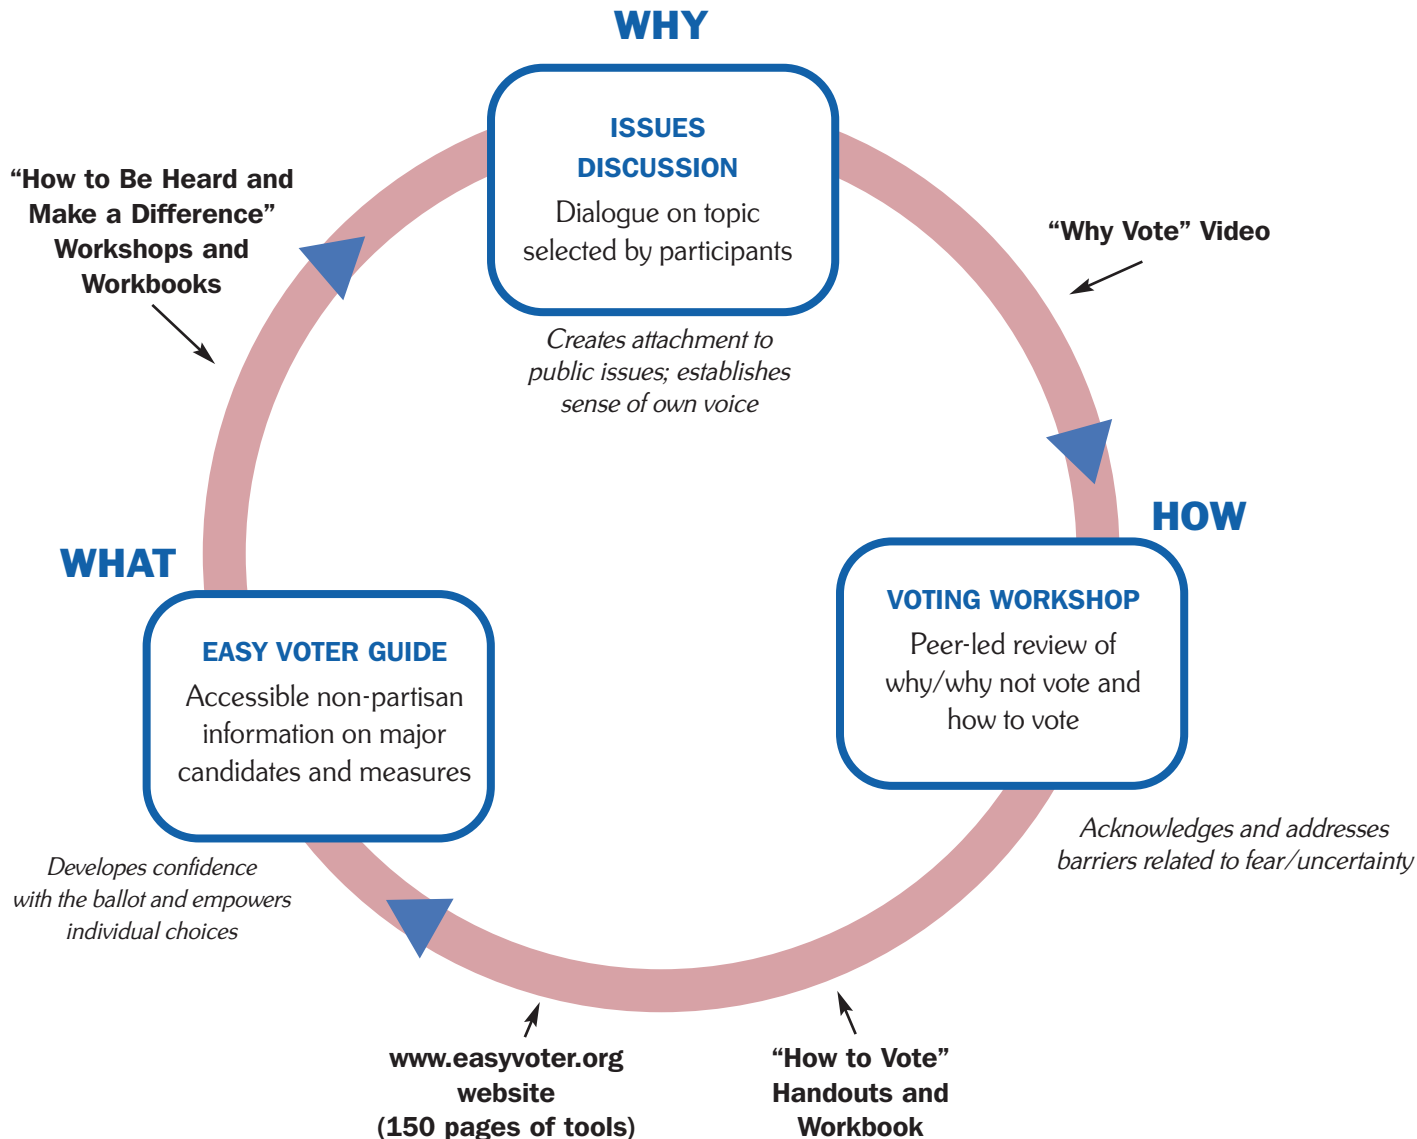 WHY
ISSUES
DISCUSSION
Dialogue on topic
selected by participants
Creates attachment to
public issues; establishes
sense of own voice
“Why Vote” Video
HOW
VOTING WORKSHOP
Peer-led review of
why/why not vote and
how to vote
Acknowledges and addresses
barriers related to fear/uncertainty
“How to Vote”
Handouts and
Workbook
www.easyvoter.org
website
(150 pages of tools)
WHAT
EASY VOTER GUIDE
Accessible non-partisan
information on major
candidates and measures
Developes confidence
with the ballot and empowers
individual choices
“How to Be Heard and
Make a Difference”
Workshops and
Workbooks